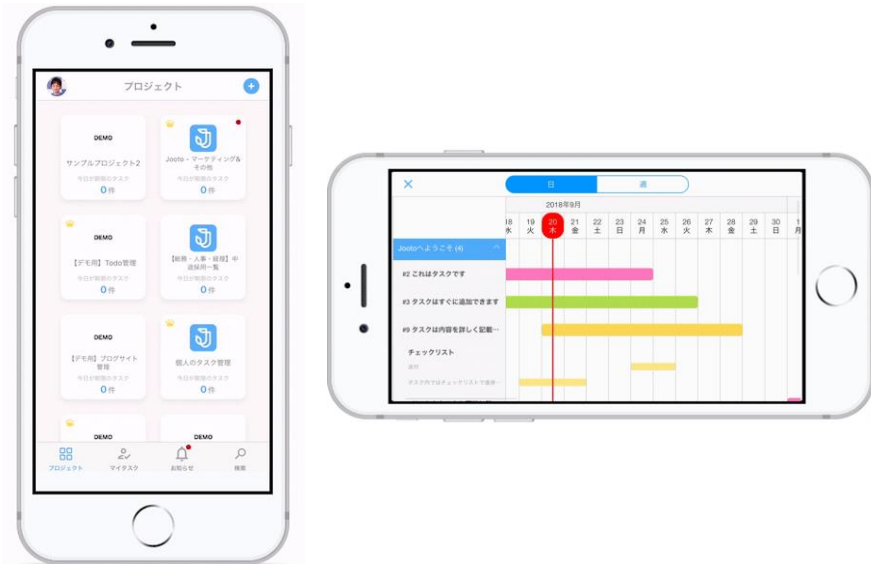 プロジェクト
DEMO
サンプルプロジェクト2
今日が期限のタスク
0件
Jooto - マーケティング&
その他
今日が期限のタスク
0件
DEMO
【デモ用】Todo管理
今日が期限のタスク
0件
【総務・人事・経理】中
途採用一覧
今日が期限のタスク
0件
DEMO
【デモ用】ブログサイト
管理
今日が期限のタスク
0件
個人のタスク管理
今日が期限のタスク
0件
DEMO
DEMO
プロジェクト マイタスク お知らせ 検索
日 週
2018年9月
18 19 20 21 22 23 24 25 26 27 28 29 30 1
水 火 木 金 土 日 月 水 火 木 金 土 日 月
Jootoへようこそ (4)
#2 これはタスクです
#3 タスクはすぐに追加できます
#9 タスクは内容を詳しく記載…
チェックリスト